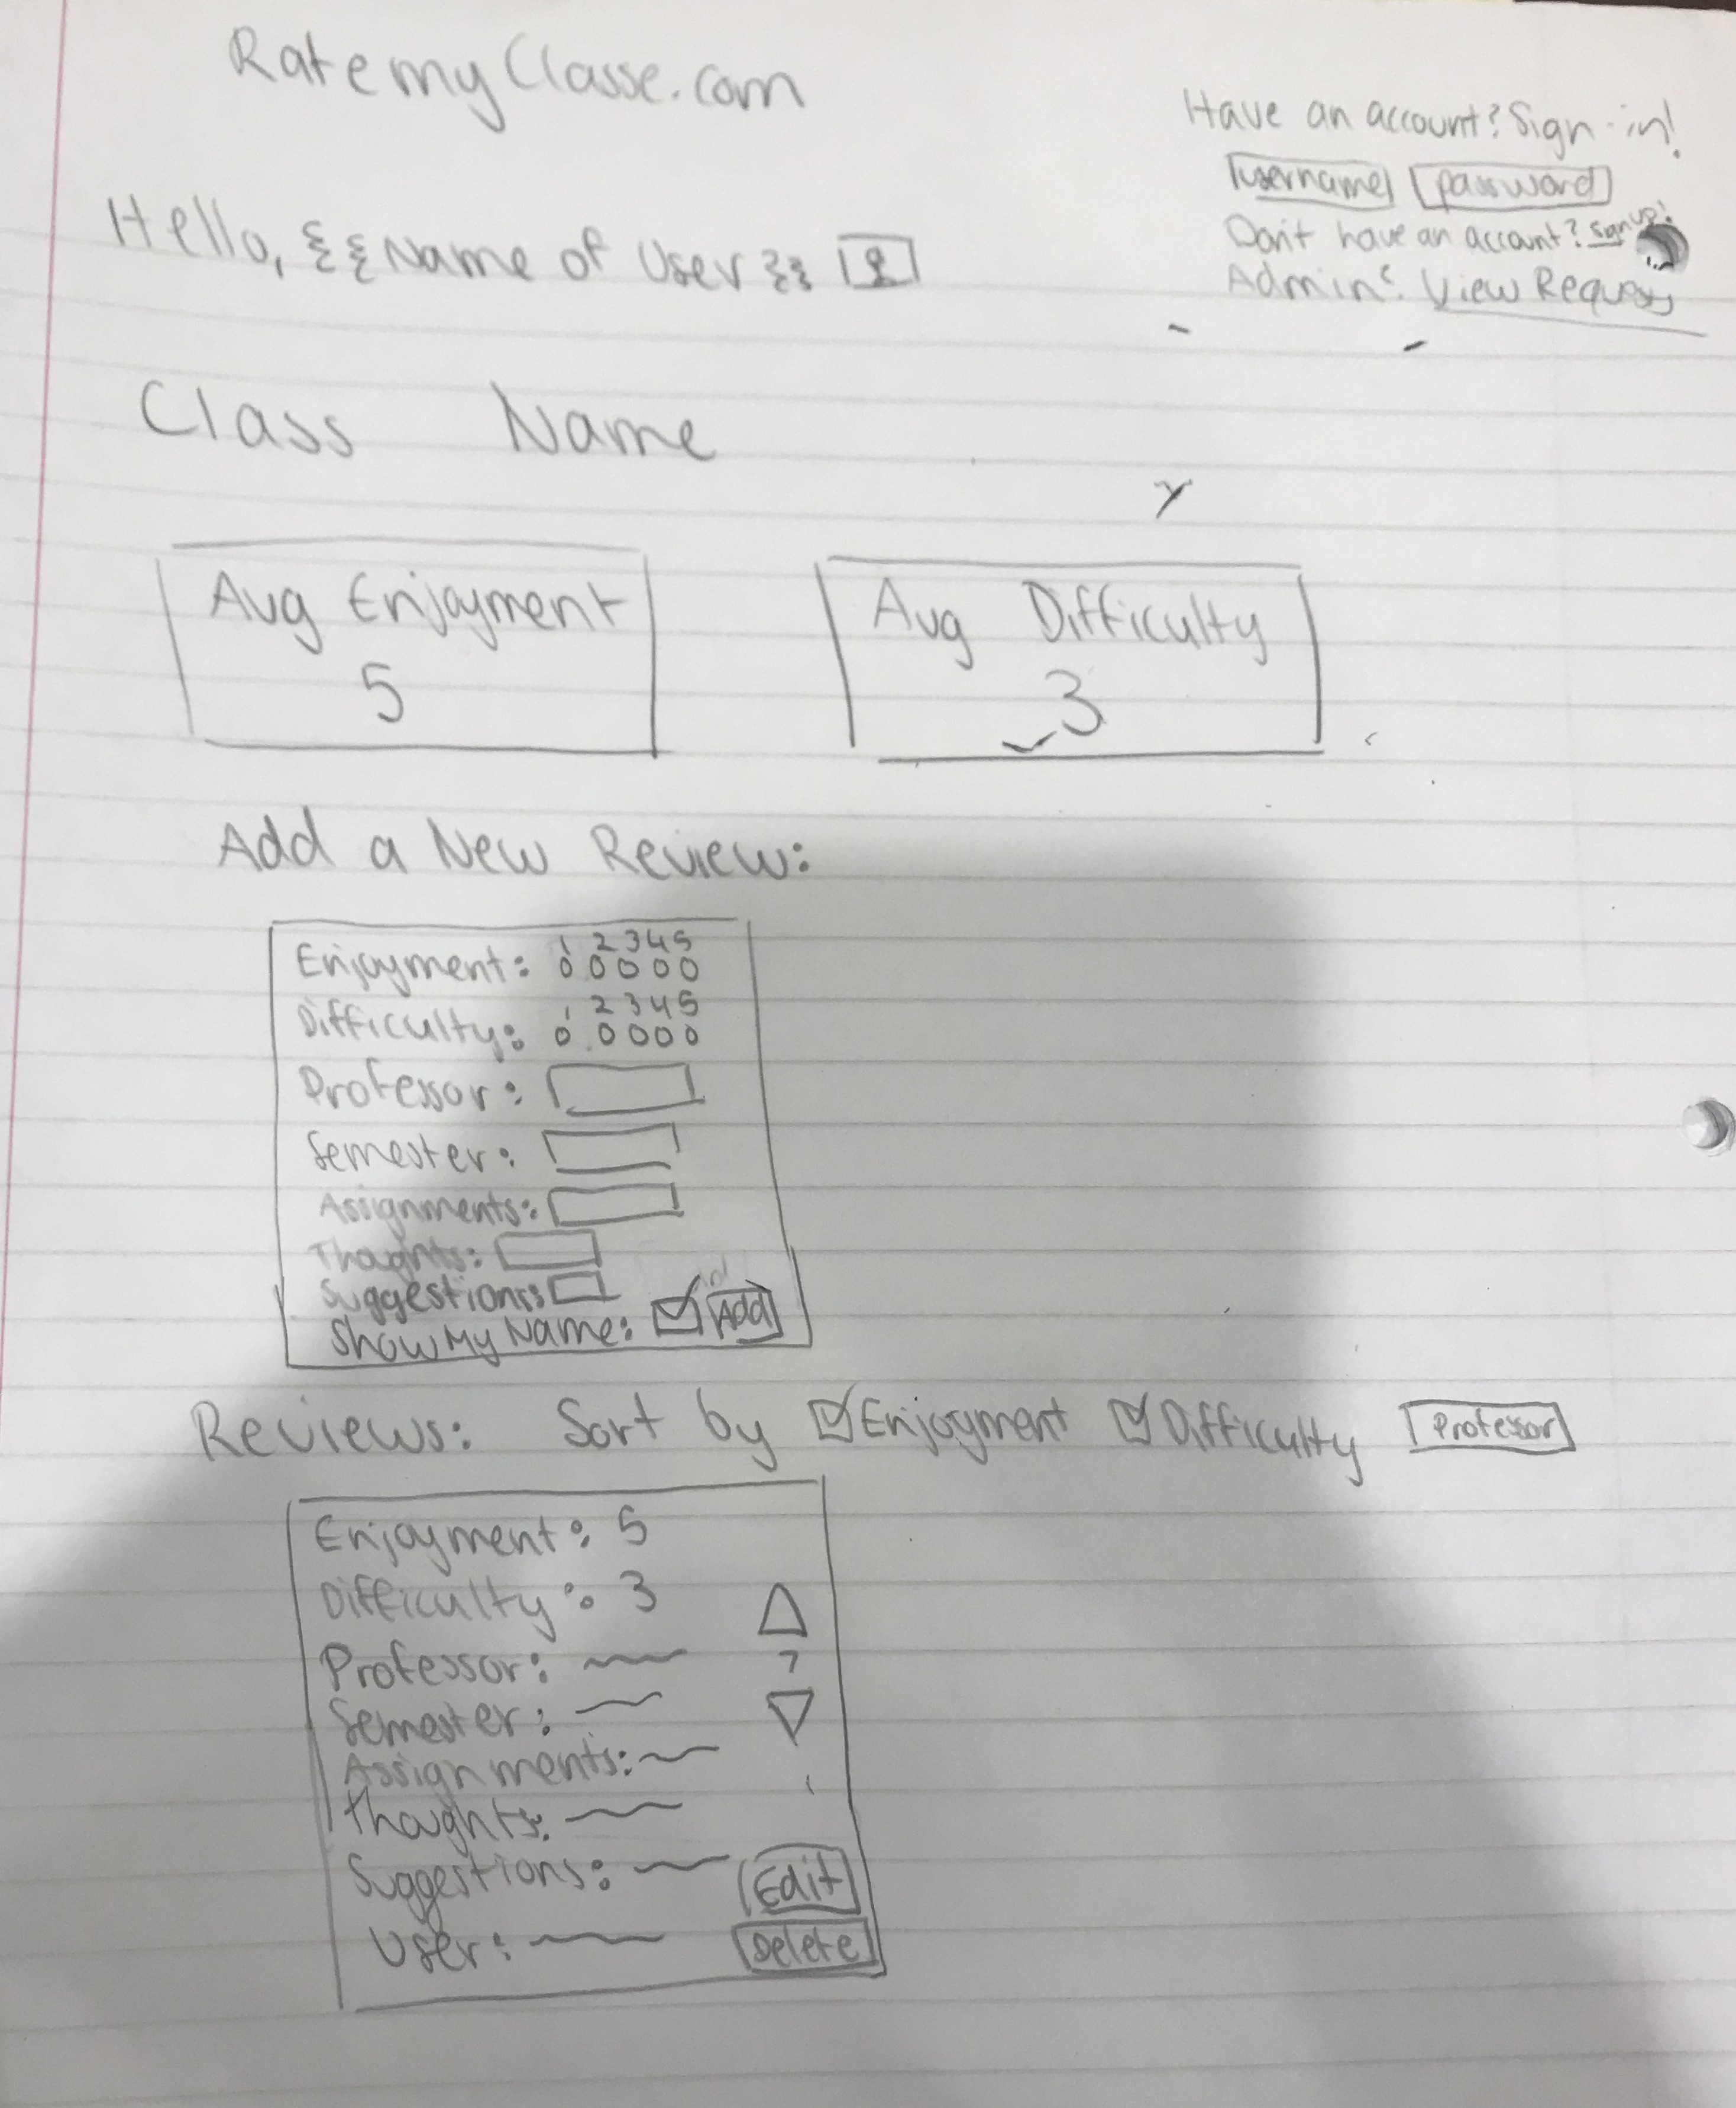 RatemyClasse.com
Have an account? Sign-in!
username password
Don't have an account? Sign up!
Admin? View Requests
Hello, {{Name of User}}
Class Name
Avg Enjoyment
5
Avg Difficulty
3
Add a New Review:
1 2 3 4 5
Enjoyment:
1 2 3 4 5
Difficulty:
Professor:
Semester:
Assignments:
Thoughts:
Suggestions:
Show My Name: Add
Reviews: Sort by Enjoyment Difficulty Professor
Enjoyment: 5
Difficulty: 3
Professor: 7
Semester:
Assignments:
Thoughts:
Suggestions: Edit
User: Delete